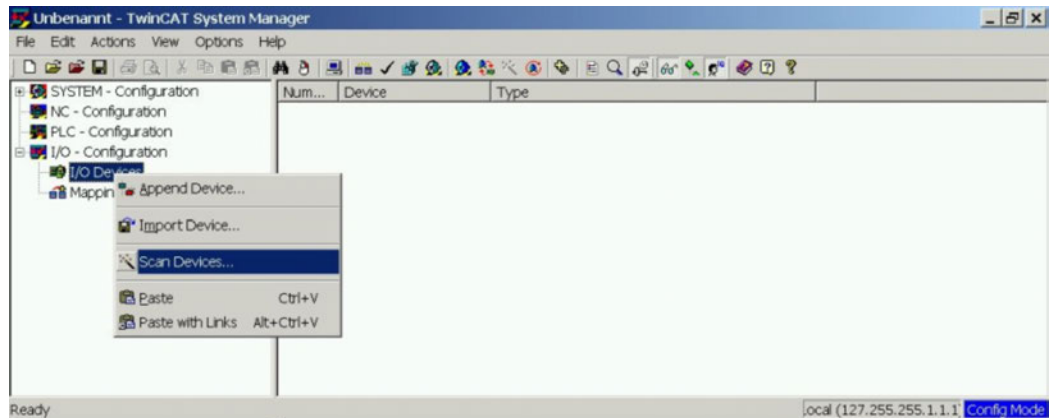 Unbenannt - TwinCAT System Manager
File Edit Actions View Options Help
SYSTEM - Configuration
NC - Configuration
PLC - Configuration
I/O - Configuration
I/O Devices
Mappin
Num... Device Type
Append Device...
Import Device...
Scan Devices...
Paste Ctrl+V
Paste with Links Alt+Ctrl+V
Ready
ocal (127.255.255.1.1.1) Config Mode